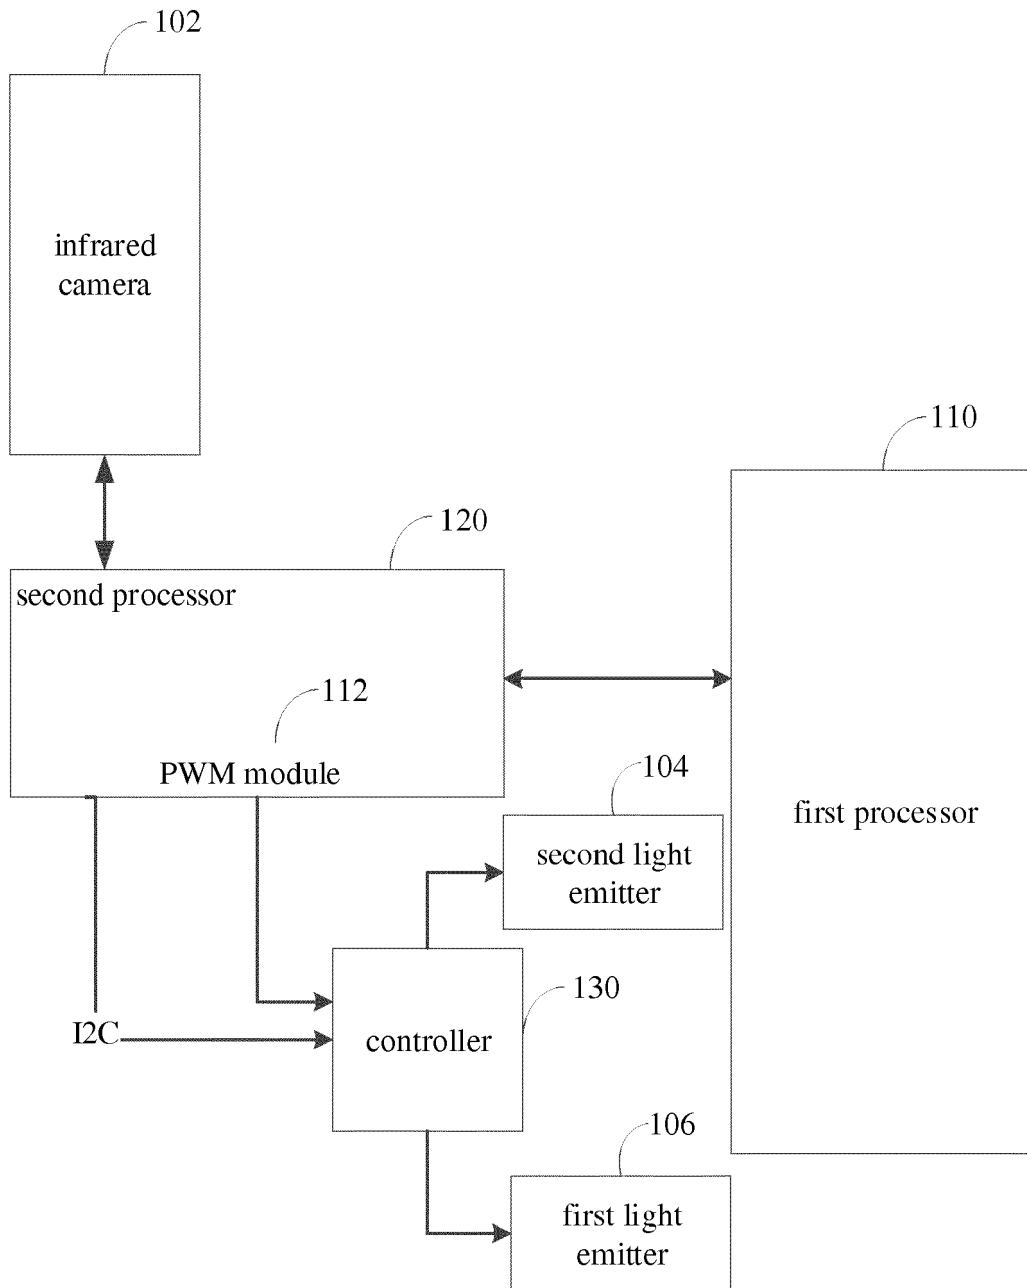 102
infrared
camera
110
120
second processor
112
PWM module
104
first processor
second light
emitter
130
I2C
controller
106
first light
emitter